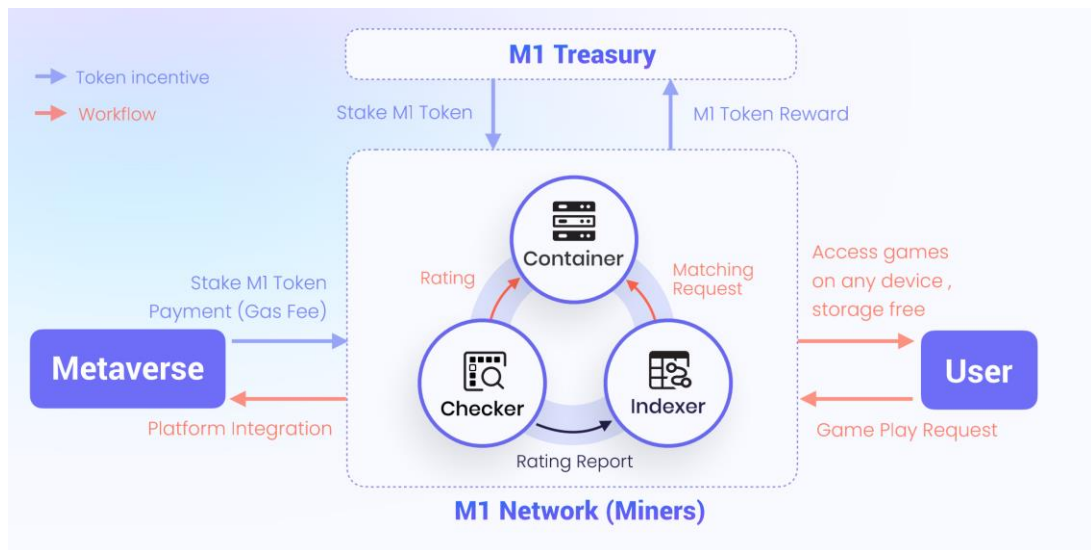 M1 Treasury
Token incentive
Workflow
Stake M1 Token
M1 Token Reward
Container
Rating
Matching
Request
Access games
on any device ,
storage free
Stake M1 Token
Payment (Gas Fee)
Metaverse
Checker
Indexer
User
Platform Integration
Rating Report
Game Play Request
M1 Network (Miners)